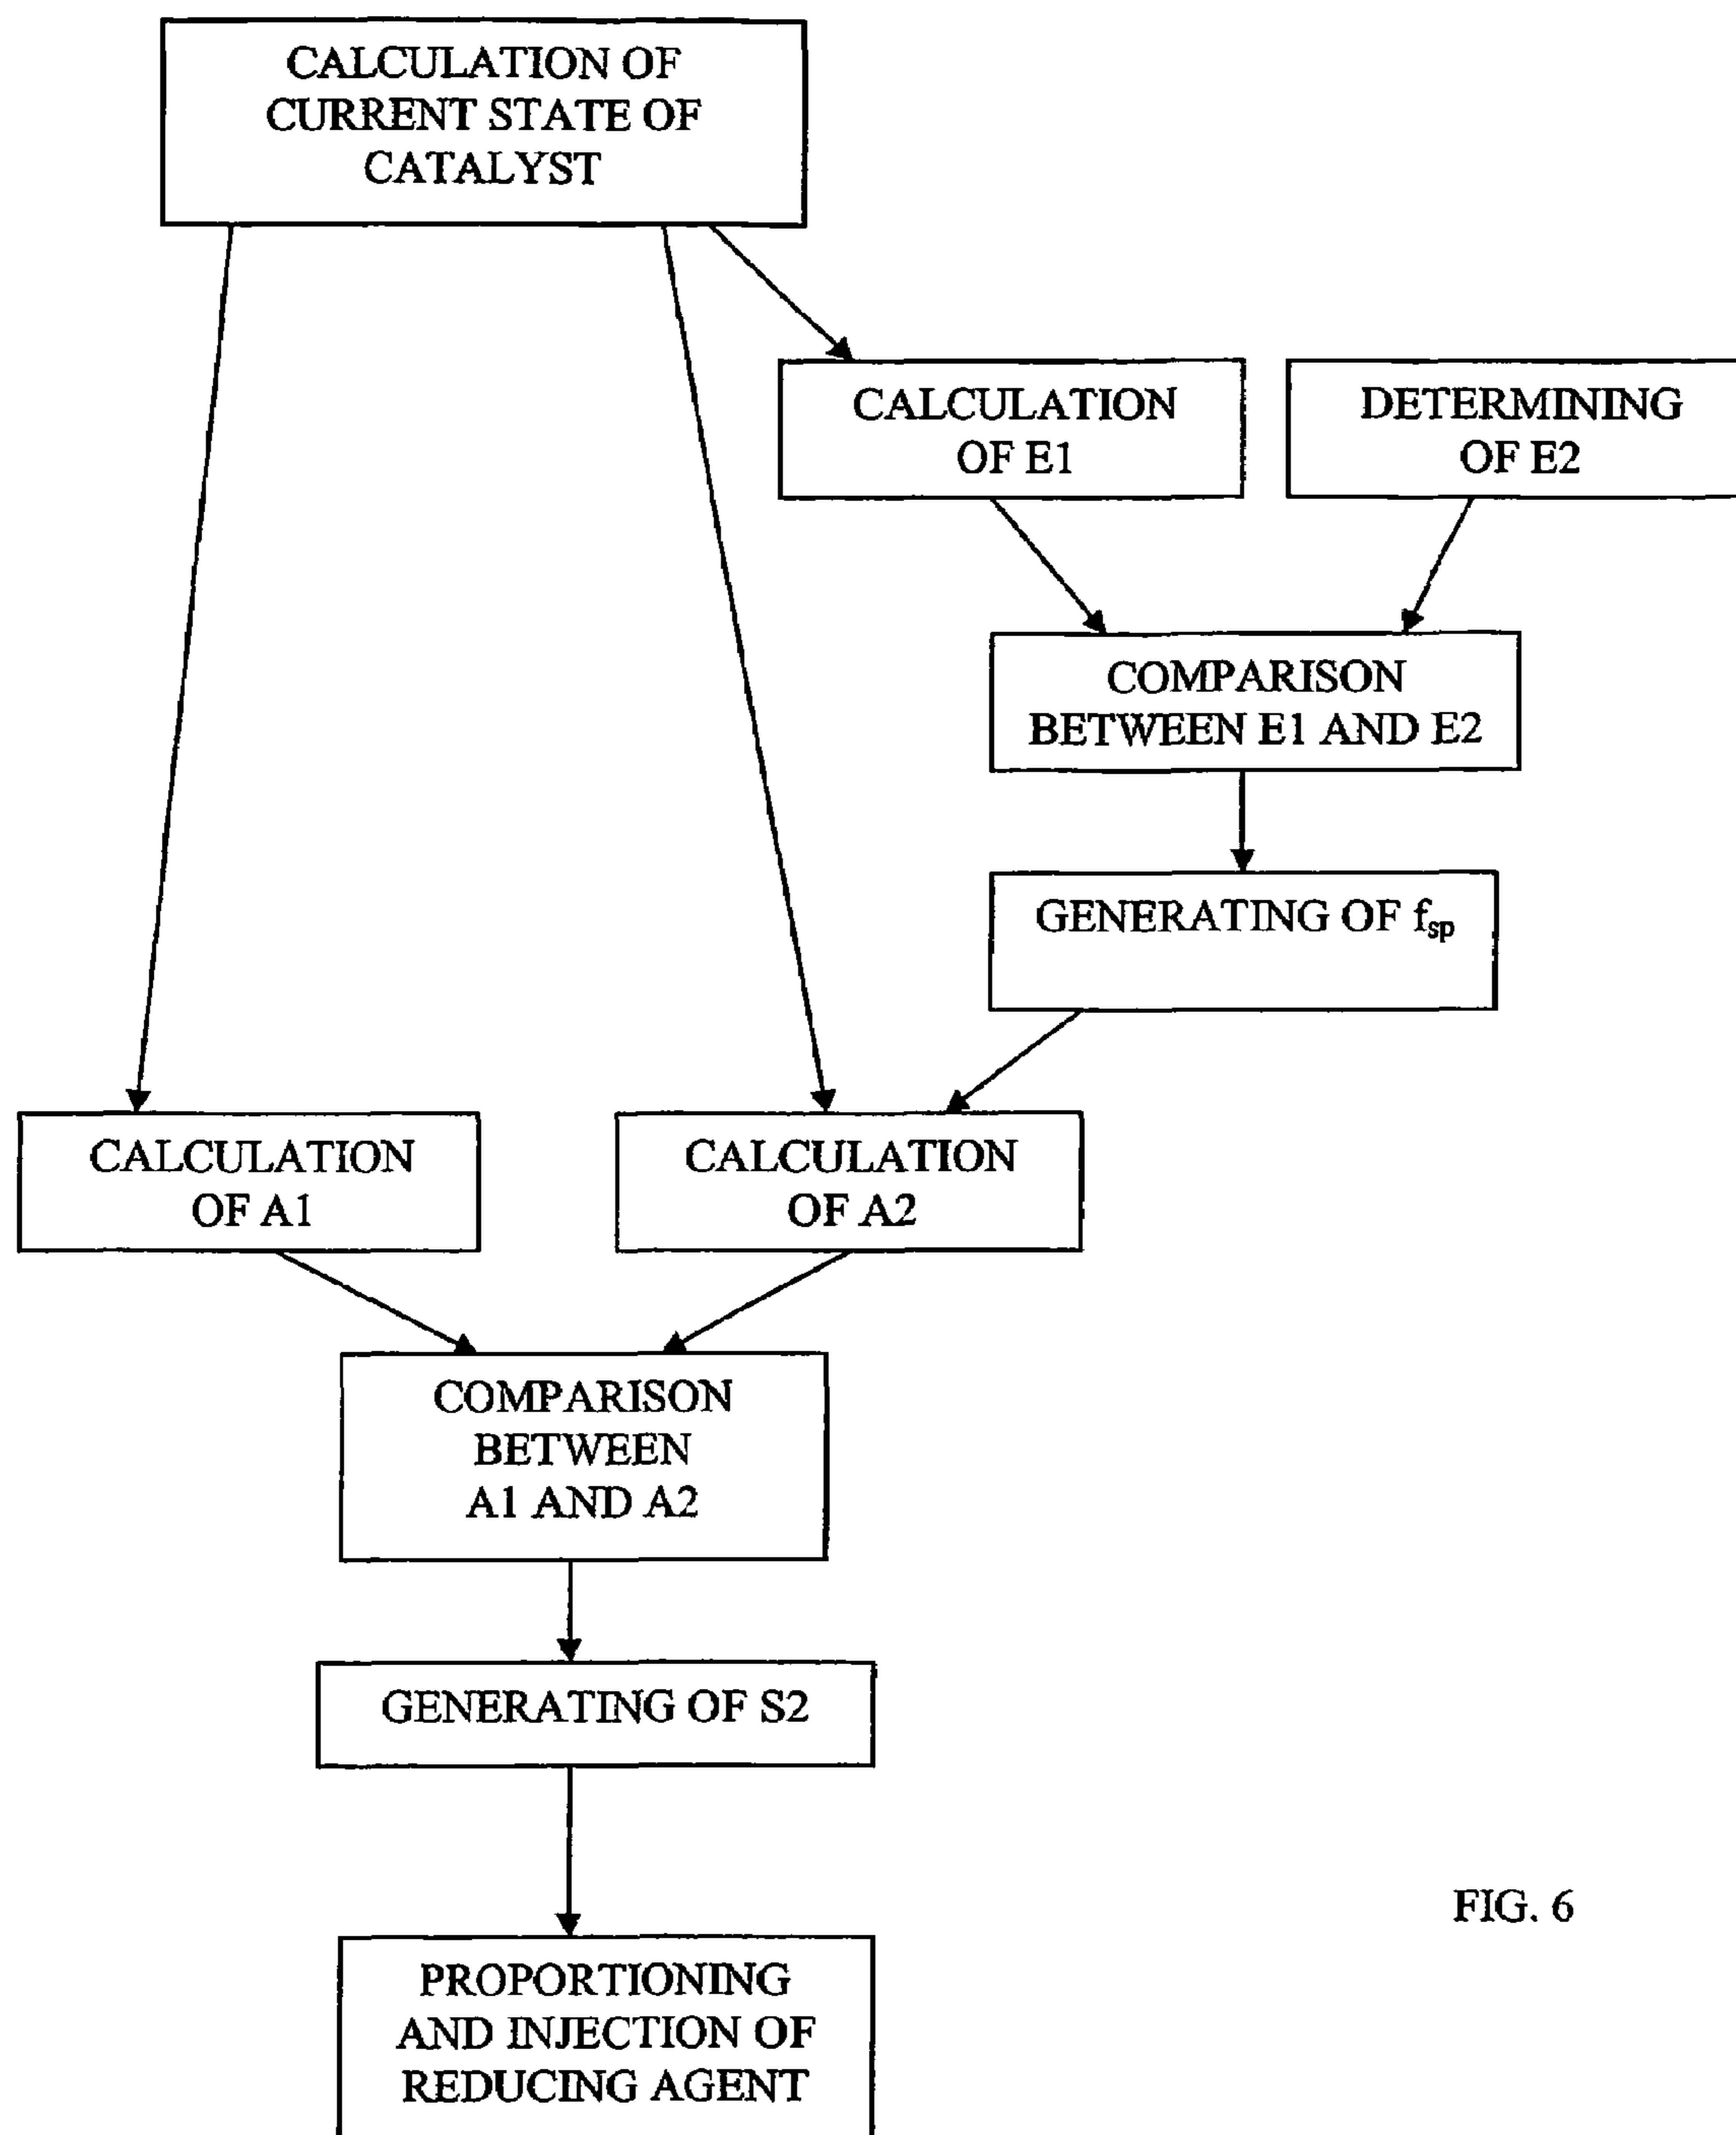 CALCULATION OF
CURRENT STATE OF
CATALYST
CALCULATION
OF E1
DETERMINING
OF E2
COMPARISON
BETWEEN E1 AND E2
GENERATING OF fsp
CALCULATION
OF A1
CALCULATION
OF A2
COMPARISON
BETWEEN
A1 AND A2
GENERATING OF S2
PROPORTIONING
AND INJECTION OF
REDUCING AGENT
FIG. 6